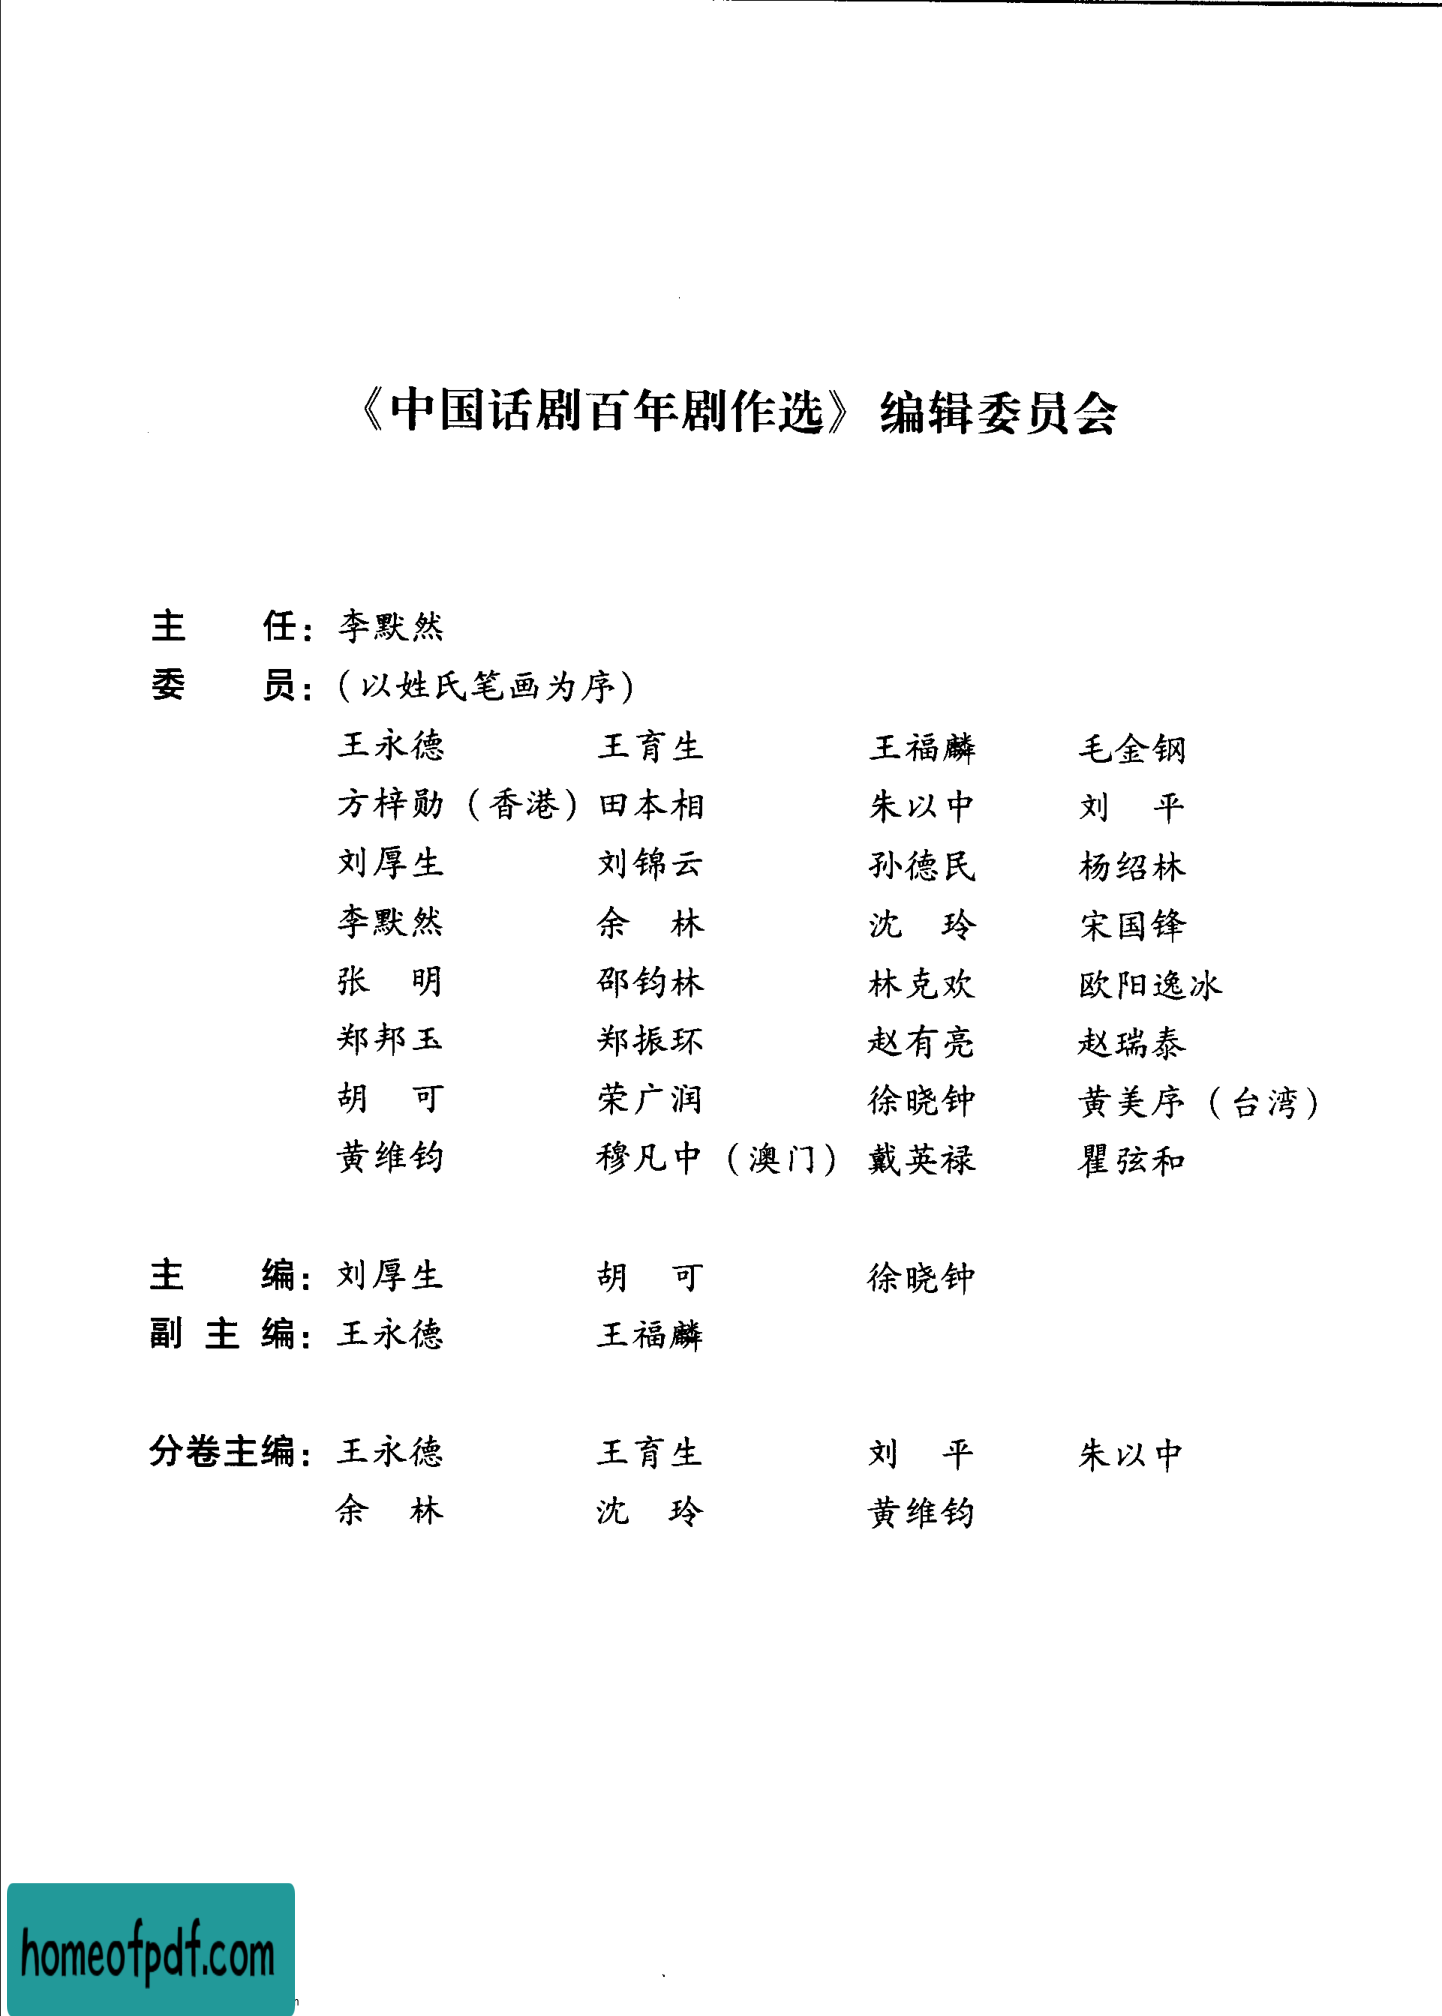 《中国话剧百年剧作选》编辑委员会
主　　任：李默然
委　　员：（以姓氏笔画为序）
王永德　王育生　王福麟　毛金钢
方梓勋（香港）田本相　朱以中　刘　平
刘厚生　刘锦云　孙德民　杨绍林
李默然　余　林　沈　玲　宋国锋
张　明　邵钧林　林克欢　欧阳逸冰
郑邦玉　郑振环　赵有亮　赵瑞泰
胡　可　荣广润　徐晓钟　黄美序（台湾）
黄维钧　穆凡中（澳门）戴英禄　瞿弦和
主　　编：刘厚生　胡　可　徐晓钟
副 主 编：王永德　王福麟
分卷主编：王永德　王育生　刘　平　朱以中
余　林　沈　玲　黄维钧
homeofpdf.com